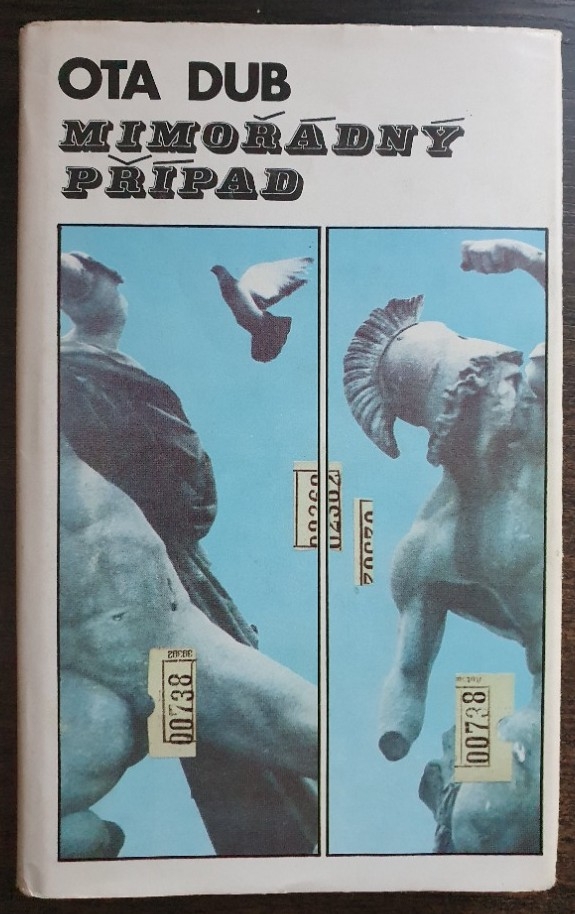 OTA DUB
MIMOŘÁDNÝ
PŘÍPAD
00738
00738